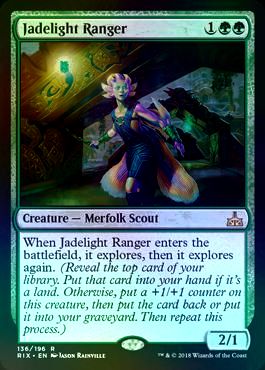 Jadelight Ranger 1
Creature — Merfolk Scout
When Jadelight Ranger enters the
battlefield, it explores, then it explores
again. (Reveal the top card of your
library. Put that card into your hand if it's
a land. Otherwise, put a +1/+1 counter on
this creature, then put the card back or put
it into your graveyard. Then repeat this
process.)
2/1
136/196 R
RIX • EN Jason Rainville
™ & © 2018 Wizards of the Coast